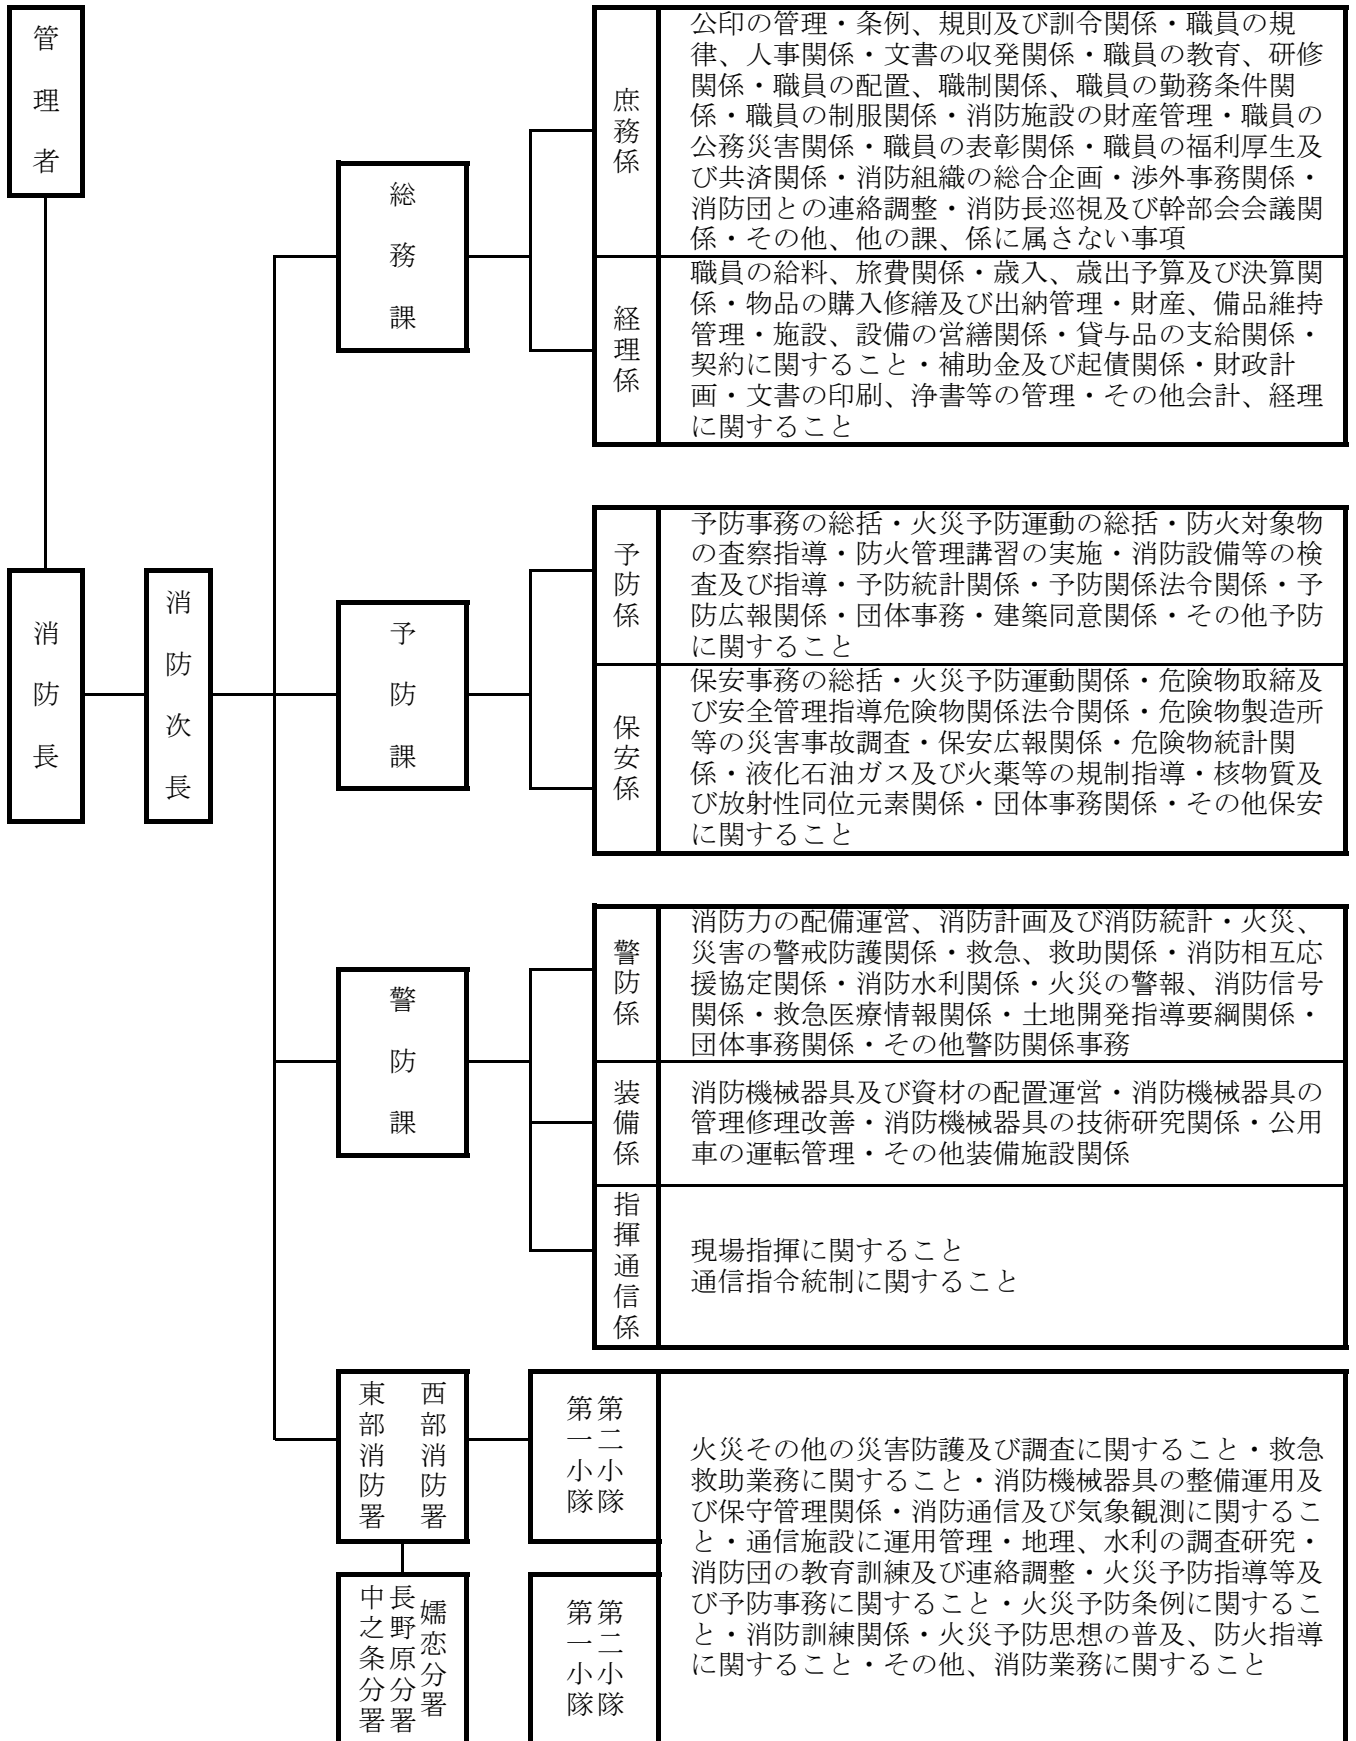 管理者
消防長
消防次長
総務課
庶務係
公印の管理・条例、規則及び訓令関係・職員の規
律、人事関係・文書の収発関係・職員の教育、研修
関係・職員の配置、職制関係、職員の勤務条件関
係・職員の制服関係・消防施設の財産管理・職員の
公務災害関係・職員の表彰関係・職員の福利厚生及
び共済関係・消防組織の総合企画・渉外事務関係・
消防団との連絡調整・消防長巡視及び幹部会会議関
係・その他、他の課、係に属さない事項
経理係
職員の給料、旅費関係・歳入、歳出予算及び決算関
係・物品の購入修繕及び出納管理・財産、備品維持
管理・施設、設備の営繕関係・貸与品の支給関係・
契約に関すること・補助金及び起債関係・財政計
画・文書の印刷、浄書等の管理・その他会計、経理
に関すること
予防課
予防係
予防事務の総括・火災予防運動の総括・防火対象物
の査察指導・防火管理講習の実施・消防設備等の検
査及び指導・予防統計関係・予防関係法令関係・予
防広報関係・団体事務・建築同意関係・その他予防
に関すること
保安係
保安事務の総括・火災予防運動関係・危険物取締及
び安全管理指導危険物関係法令関係・危険物製造所
等の災害事故調査・保安広報関係・危険物統計関
係・液化石油ガス及び火薬等の規制指導・核物質及
び放射性同位元素関係・団体事務関係・その他保安
に関すること
警防課
警防係
消防力の配備運営、消防計画及び消防統計・火災、
災害の警戒防護関係・救急、救助関係・消防相互応
援協定関係・消防水利関係・火災の警報、消防信号
関係・救急医療情報関係・土地開発指導要綱関係・
団体事務関係・その他警防関係事務
装備係
消防機械器具及び資材の配置運営・消防機械器具の
管理修理改善・消防機械器具の技術研究関係・公用
車の運転管理・その他装備施設関係
指揮通信係
現場指揮に関すること
通信指令統制に関すること
東部消防署
西部消防署
第一小隊
第二小隊
中之条分署
長野原分署
嬬恋分署
第一小隊
第二小隊
火災その他の災害防護及び調査に関すること・救急
救助業務に関すること・消防機械器具の整備運用及
び保守管理関係・消防通信及び気象観測に関するこ
と・通信施設に運用管理・地理、水利の調査研究・
消防団の教育訓練及び連絡調整・火災予防指導等及
び予防事務に関すること・火災予防条例に関するこ
と・消防訓練関係・火災予防思想の普及、防火指導
に関すること・その他、消防業務に関すること